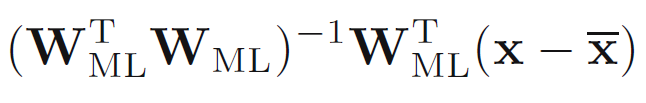 (W_ML^T W_ML)^{-1} W_ML^T (x − x̅)